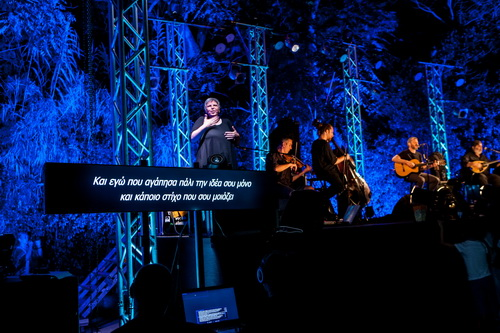 Και εγώ που αγάπησα πάλι την ιδέα σου μόνο
και κάποιο στίχο που σου μοιάζει